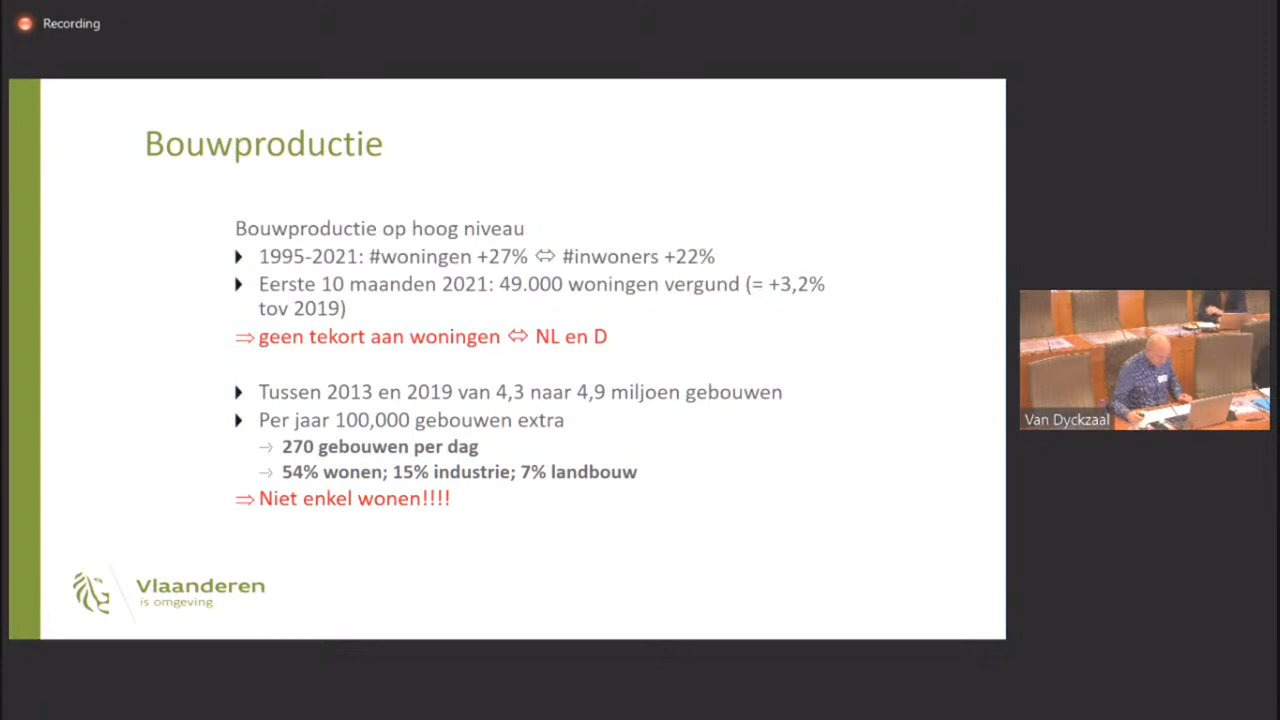 Recording
Bouwproductie
Bouwproductie op hoog niveau
1995-2021: #woningen +27% ⇔ #inwoners +22%
Eerste 10 maanden 2021: 49.000 woningen vergund (= +3,2%
tov 2019)
⇒ geen tekort aan woningen ⇔ NL en D
Tussen 2013 en 2019 van 4,3 naar 4,9 miljoen gebouwen
Per jaar 100,000 gebouwen extra
→ 270 gebouwen per dag
→ 54% wonen; 15% industrie; 7% landbouw
⇒ Niet enkel wonen!!!!
Van Dyckzaal
Vlaanderen
is omgeving